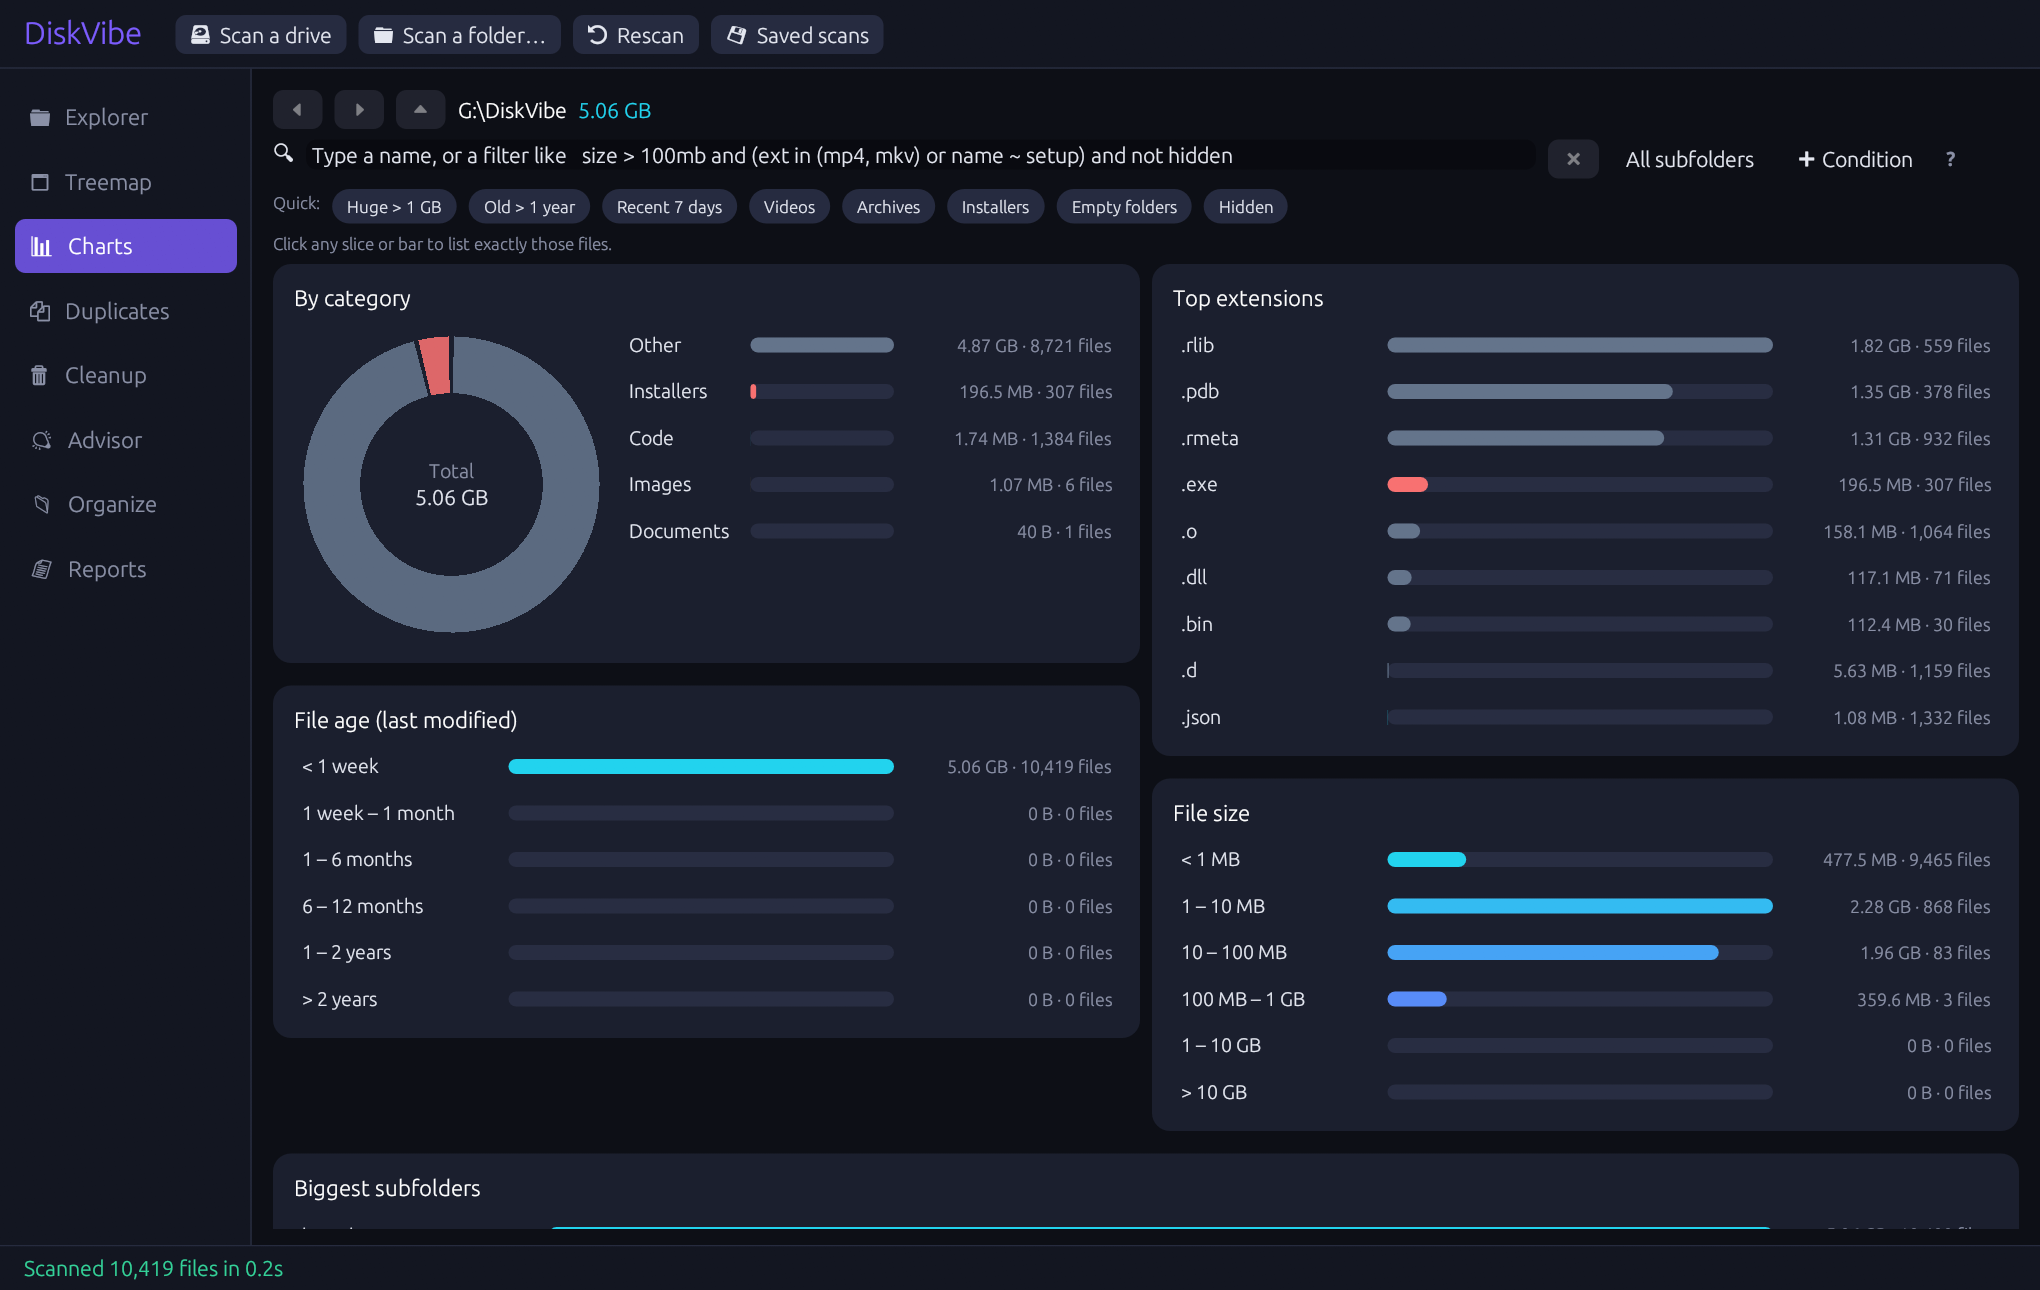 DiskVibe
Scan a drive
Scan a folder...
Rescan
Saved scans
Explorer
Treemap
Charts
Duplicates
Cleanup
Advisor
Organize
Reports
G:\DiskVibe 5.06 GB
Type a name, or a filter like size > 100mb and (ext in (mp4, mkv) or name ~ setup) and not hidden
All subfolders
+ Condition
?
Quick: Huge > 1 GB Old > 1 year Recent 7 days Videos Archives Installers Empty folders Hidden
Click any slice or bar to list exactly those files.
By category
Total
5.06 GB
Other 4.87 GB · 8,721 files
Installers 196.5 MB · 307 files
Code 1.74 MB · 1,384 files
Images 1.07 MB · 6 files
Documents 40 B · 1 files
Top extensions
.rlib 1.82 GB · 559 files
.pdb 1.35 GB · 378 files
.rmeta 1.31 GB · 932 files
.exe 196.5 MB · 307 files
.o 158.1 MB · 1,064 files
.dll 117.1 MB · 71 files
.bin 112.4 MB · 30 files
.d 5.63 MB · 1,159 files
.json 1.08 MB · 1,332 files
File age (last modified)
< 1 week 5.06 GB · 10,419 files
1 week – 1 month 0 B · 0 files
1 – 6 months 0 B · 0 files
6 – 12 months 0 B · 0 files
1 – 2 years 0 B · 0 files
> 2 years 0 B · 0 files
File size
< 1 MB 477.5 MB · 9,465 files
1 – 10 MB 2.28 GB · 868 files
10 – 100 MB 1.96 GB · 83 files
100 MB – 1 GB 359.6 MB · 3 files
1 – 10 GB 0 B · 0 files
> 10 GB 0 B · 0 files
Biggest subfolders
Scanned 10,419 files in 0.2s